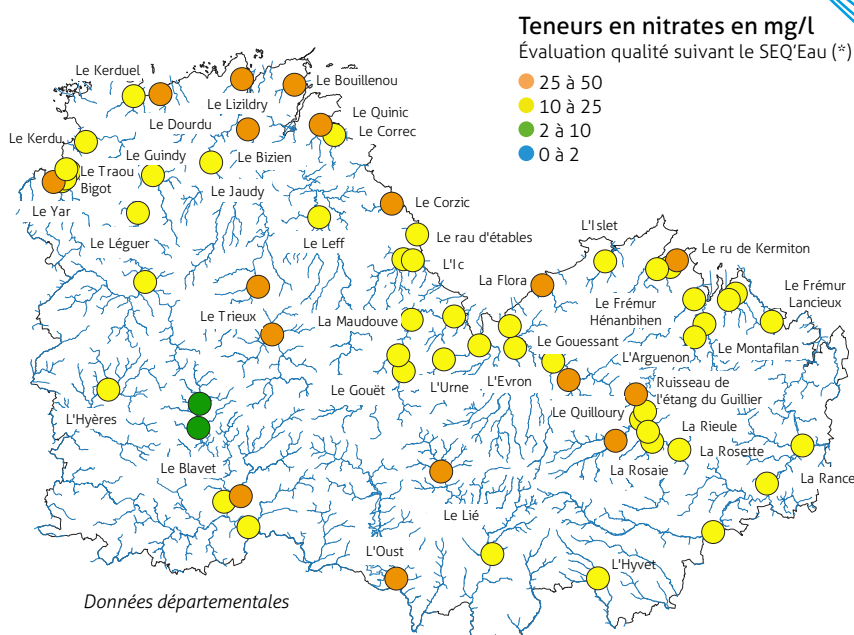 Teneurs en nitrates en mg/l
Évaluation qualité suivant le SEQ'Eau (*)
25 à 50
10 à 25
2 à 10
0 à 2
Le Kerduel
Le Lizildry
Le Bouillenou
Le Dourdu
Le Quinic
Le Correc
Le Kerdu
Le Guindy
Le Bizien
Le Traou
Bigot
Le Jaudy
Le Yar
Le Corzic
Le Léguer
Le Leff
Le rau d'étables
L'Islet
Le ru de Kermiton
L'Ic
La Flora
Le Frémur
Lancieux
Le Frémur
Hénanbihen
Le Trieux
La Maudouve
Le Gouessant
L'Arguenon
Le Montafilan
Le Gouët
L'Urne
L'Evron
Ruisseau de
l'étang du Guillier
L'Hyères
Le Quilloury
La Rieule
La Rosette
Le Blavet
La Rosaie
La Rance
Le Lié
L'Oust
L'Hyvet
Données départementales